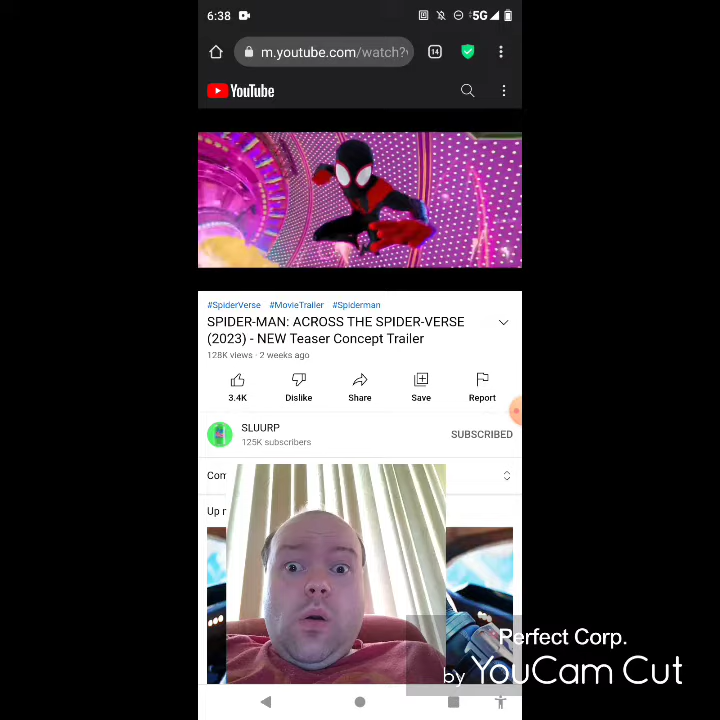 6:38
5G
m.youtube.com/watch?v
14
YouTube
#SpiderVerse #MovieTrailer #Spiderman
SPIDER-MAN: ACROSS THE SPIDER-VERSE
(2023) - NEW Teaser Concept Trailer
128K views · 2 weeks ago
3.4K Dislike Share Save Report
SLUURP
125K subscribers
SUBSCRIBED
Com
Up n
Perfect Corp.
by YouCam Cut